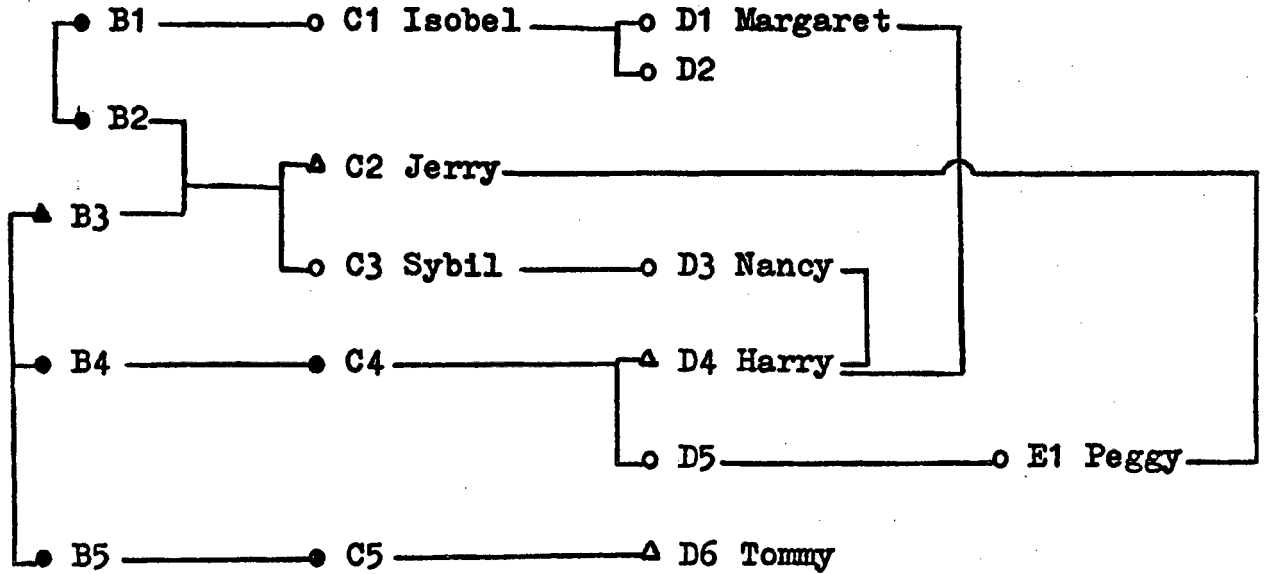 B1 C1 Isobel D1 Margaret
D2
B2
C2 Jerry
B3
C3 Sybil D3 Nancy
B4 C4 D4 Harry
D5 E1 Peggy
B5 C5 D6 Tommy